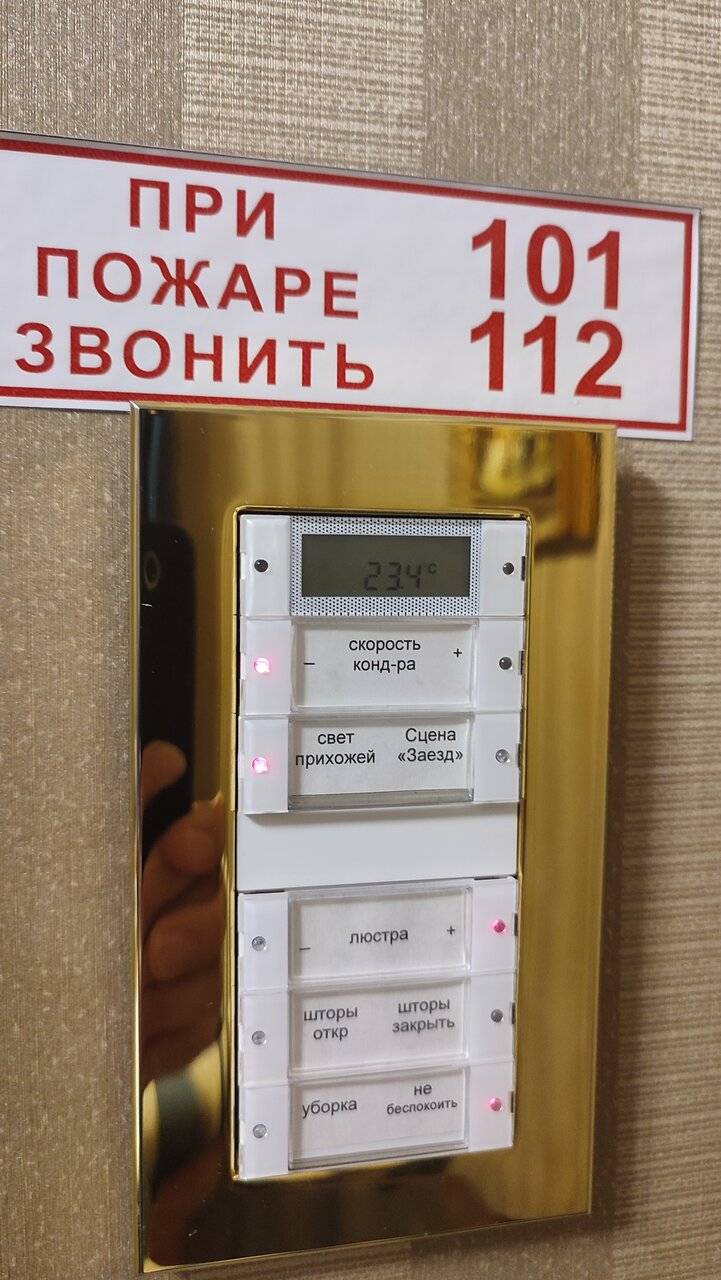 ПРИ
ПОЖАРЕ
ЗВОНИТЬ
101
112
23.4°C
скорость
– конд-ра +
свет
прихожей
Сцена
«Заезд»
– люстра +
шторы
откр
шторы
закрыть
уборка
не
беспокоить